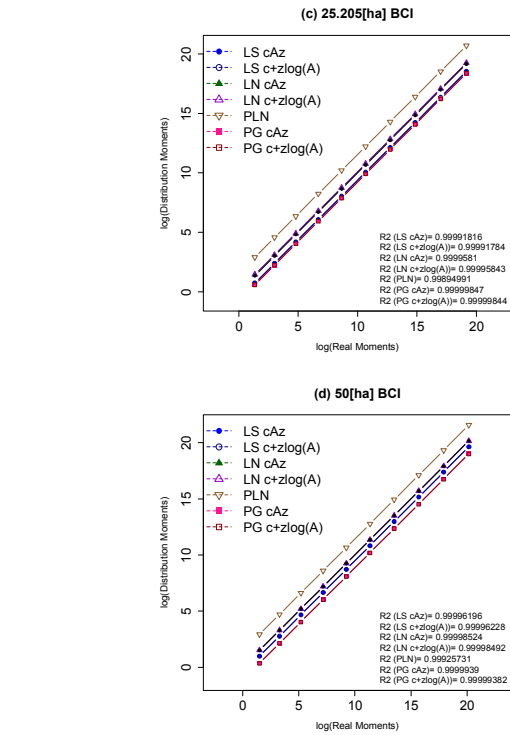 (c) 25.205[ha] BCI
log(Distribution Moments)
20
15
10
5
0
LS cAz
LS c+zlog(A)
LN cAz
LN c+zlog(A)
PLN
PG cAz
PG c+zlog(A)
R2 (LS cAz)= 0.99991816
R2 (LS c+zlog(A))= 0.99991784
R2 (LN cAz)= 0.9999581
R2 (LN c+zlog(A))= 0.99995843
R2 (PLN)= 0.99894991
R2 (PG cAz)= 0.99999847
R2 (PG c+zlog(A))= 0.99999844
0 5 10 15 20
log(Real Moments)
(d) 50[ha] BCI
log(Distribution Moments)
20
15
10
5
0
LS cAz
LS c+zlog(A)
LN cAz
LN c+zlog(A)
PLN
PG cAz
PG c+zlog(A)
R2 (LS cAz)= 0.99996196
R2 (LS c+zlog(A))= 0.99996228
R2 (LN cAz)= 0.99998524
R2 (LN c+zlog(A))= 0.99998492
R2 (PLN)= 0.99925731
R2 (PG cAz)= 0.9999939
R2 (PG c+zlog(A))= 0.99999382
0 5 10 15 20
log(Real Moments)